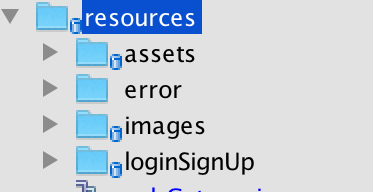 resources
assets
error
images
loginSignUp